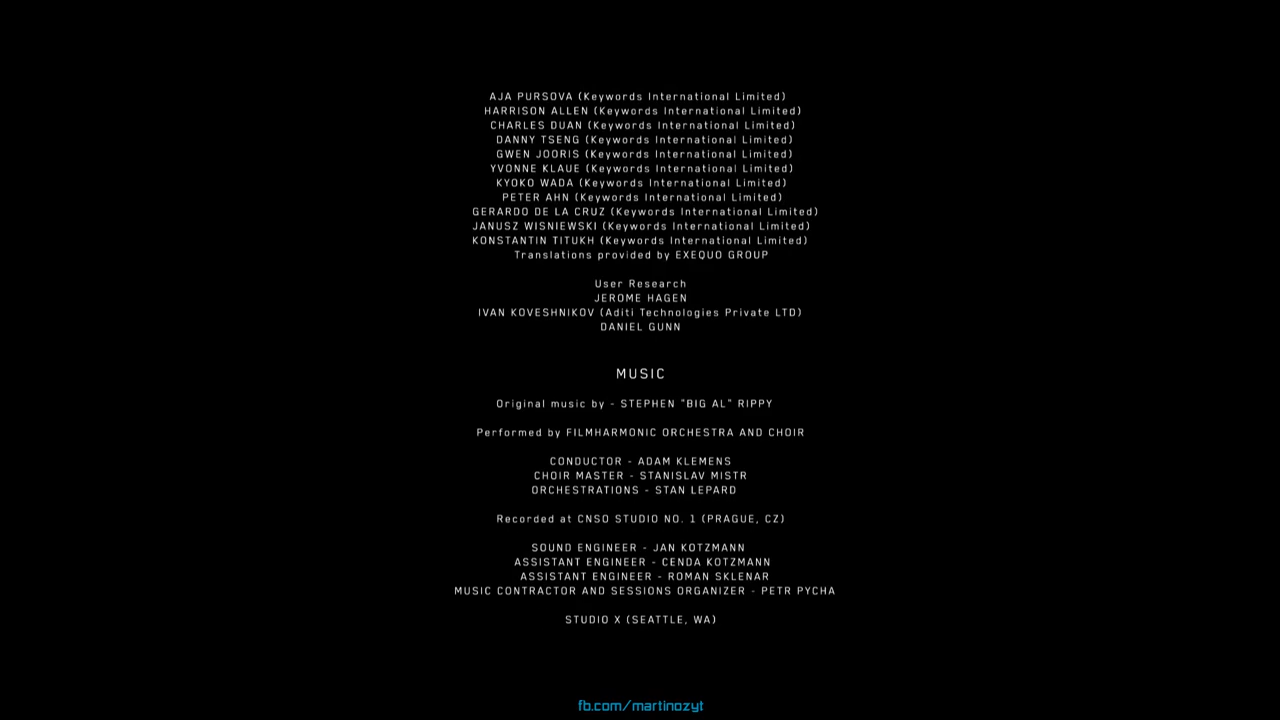 AJA PURSOVA (Keywords International Limited)
HARRISON ALLEN (Keywords International Limited)
CHARLES DUAN (Keywords International Limited)
DANNY TSENG (Keywords International Limited)
GWEN JOORIS (Keywords International Limited)
YVONNE KLAUE (Keywords International Limited)
KYOKO WADA (Keywords International Limited)
PETER AHN (Keywords International Limited)
GERARDO DE LA CRUZ (Keywords International Limited)
JANUSZ WISNIEWSKI (Keywords International Limited)
KONSTANTIN TITUKH (Keywords International Limited)
Translations provided by EXEQUO GROUP
User Research
JEROME HAGEN
IVAN KOVESHNIKOV (Aditi Technologies Private LTD)
DANIEL GUNN
MUSIC
Original music by - STEPHEN "BIG AL" RIPPY
Performed by FILMHARMONIC ORCHESTRA AND CHOIR
CONDUCTOR - ADAM KLEMENS
CHOIR MASTER - STANISLAV MISTR
ORCHESTRATIONS - STAN LEPARD
Recorded at CNSO STUDIO NO. 1 (PRAGUE, CZ)
SOUND ENGINEER - JAN KOTZMANN
ASSISTANT ENGINEER - CENDA KOTZMANN
ASSISTANT ENGINEER - ROMAN SKLENAR
MUSIC CONTRACTOR AND SESSIONS ORGANIZER - PETR PYCHA
STUDIO X (SEATTLE, WA)
fb.com/martinozyt